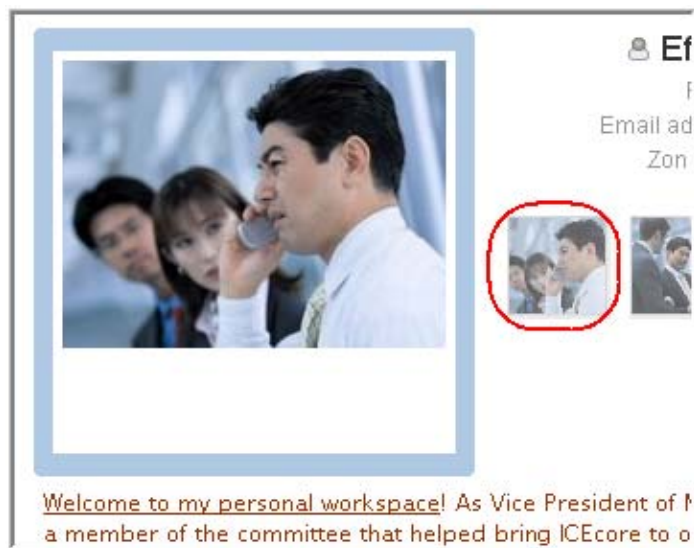 Ef
F
Email ad
Zon
Welcome to my personal workspace! As Vice President of
a member of the committee that helped bring ICEcore to o